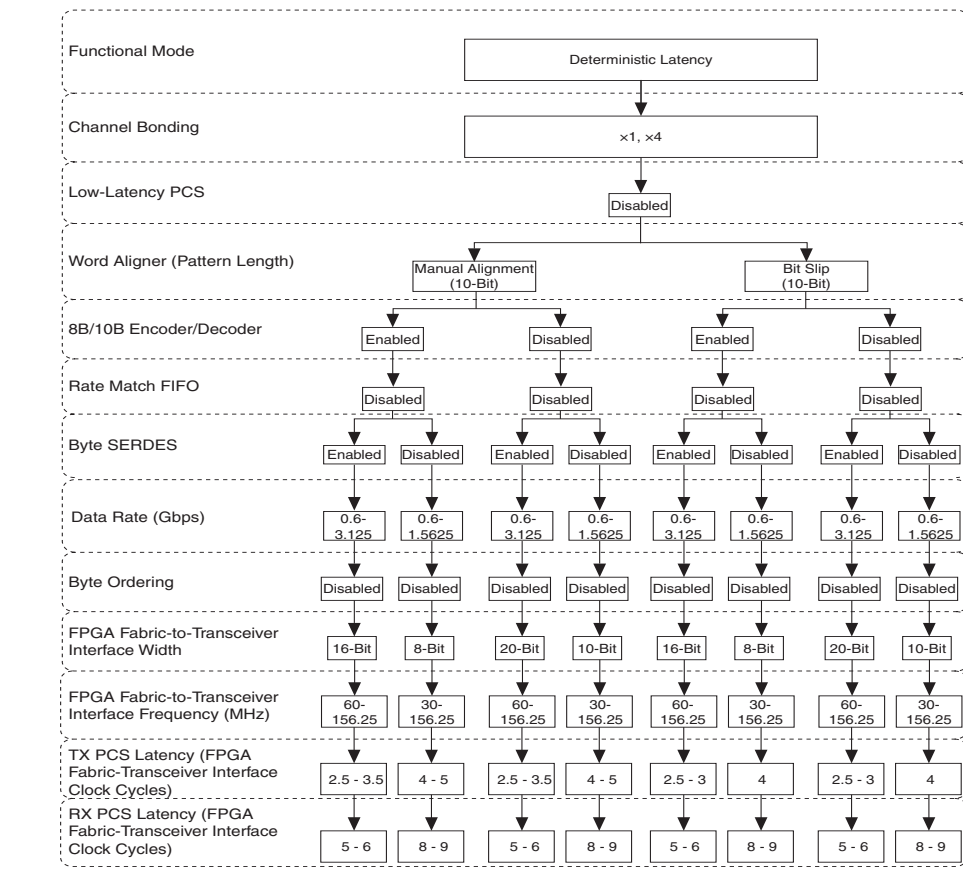 Functional Mode
Deterministic Latency
Channel Bonding
×1, ×4
Low-Latency PCS
Disabled
Word Aligner (Pattern Length)
Manual Alignment
(10-Bit)
Bit Slip
(10-Bit)
8B/10B Encoder/Decoder
Enabled Disabled Enabled Disabled
Rate Match FIFO
Disabled Disabled Disabled Disabled
Byte SERDES
Enabled Disabled Enabled Disabled Enabled Disabled Enabled Disabled
Data Rate (Gbps)
0.6- 0.6- 0.6- 0.6- 0.6- 0.6- 0.6- 0.6-
3.125 1.5625 3.125 1.5625 3.125 1.5625 3.125 1.5625
Byte Ordering
Disabled Disabled Disabled Disabled Disabled Disabled Disabled Disabled
FPGA Fabric-to-Transceiver
Interface Width
16-Bit 8-Bit 20-Bit 10-Bit 16-Bit 8-Bit 20-Bit 10-Bit
FPGA Fabric-to-Transceiver
Interface Frequency (MHz)
60- 30- 60- 30- 60- 30- 60- 30-
156.25 156.25 156.25 156.25 156.25 156.25 156.25 156.25
TX PCS Latency (FPGA
Fabric-Transceiver Interface
Clock Cycles)
2.5 - 3.5 4 - 5 2.5 - 3.5 4 - 5 2.5 - 3 4 2.5 - 3 4
RX PCS Latency (FPGA
Fabric-Transceiver Interface
Clock Cycles)
5 - 6 8 - 9 5 - 6 8 - 9 5 - 6 8 - 9 5 - 6 8 - 9